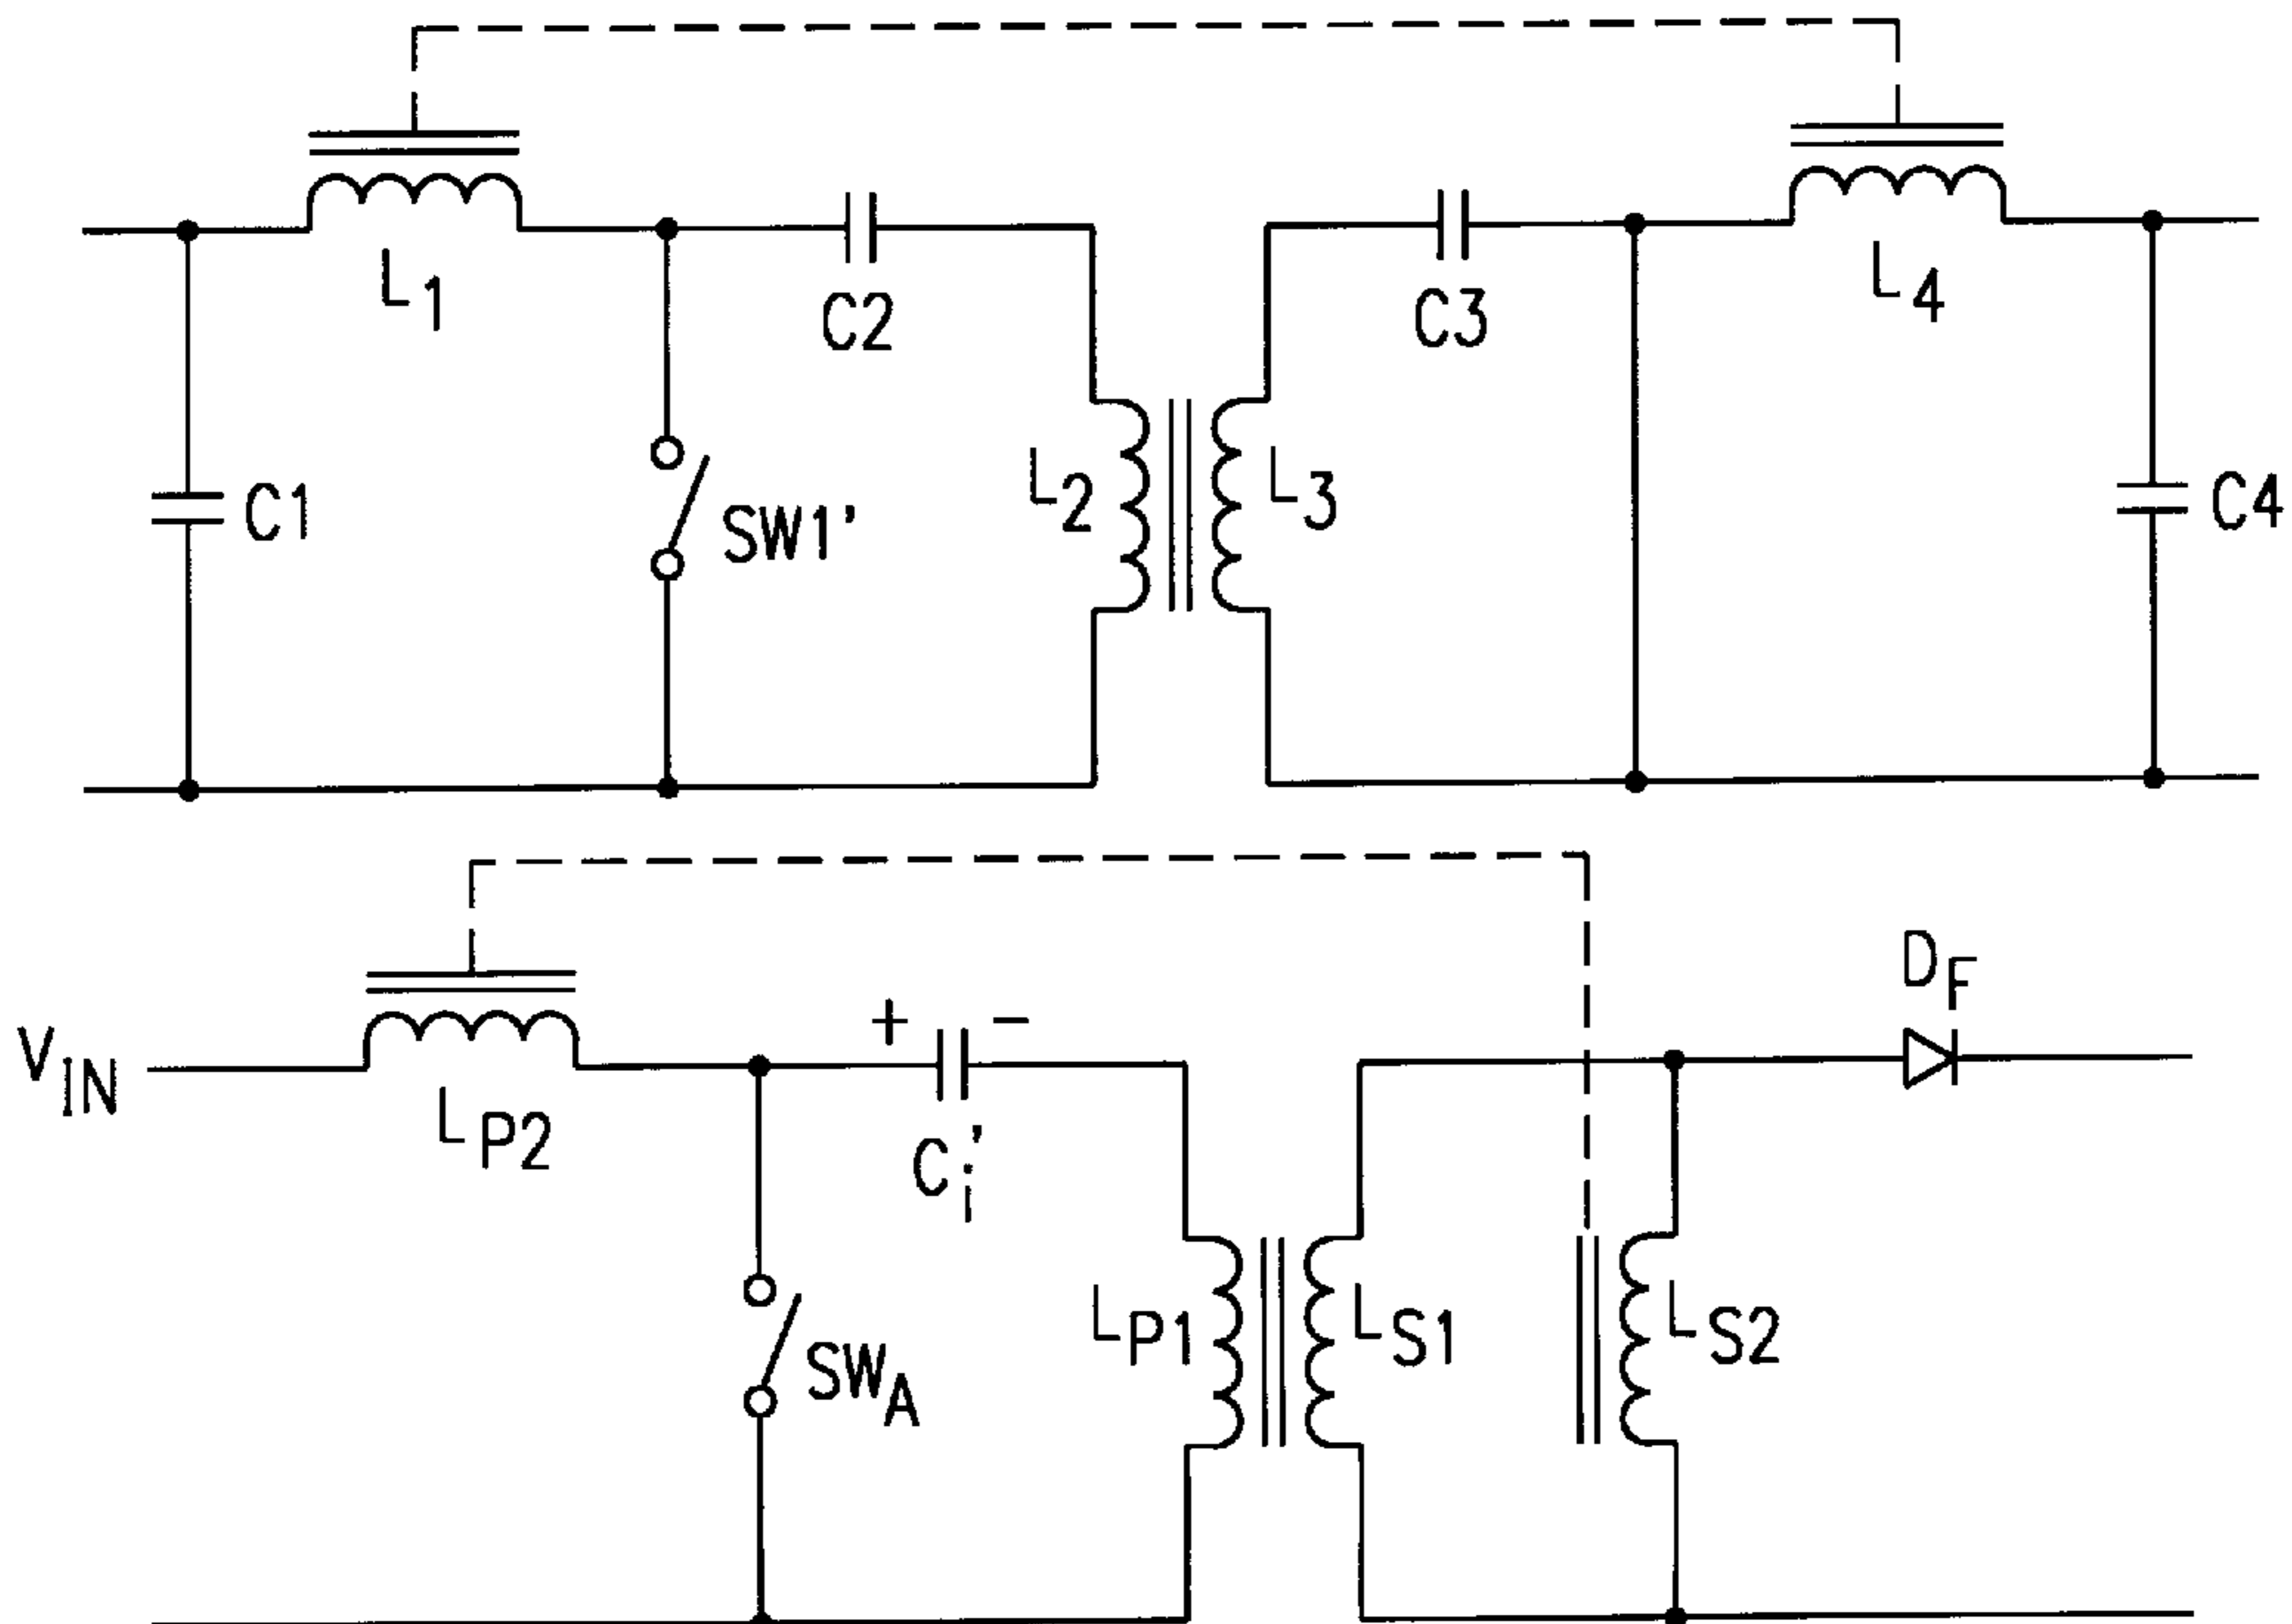 L1
C2
C3
L4
C1
SW1'
L2
L3
C4
VIN
LP2
+
-
Ci'
DF
SWA
LP1
LS1
LS2